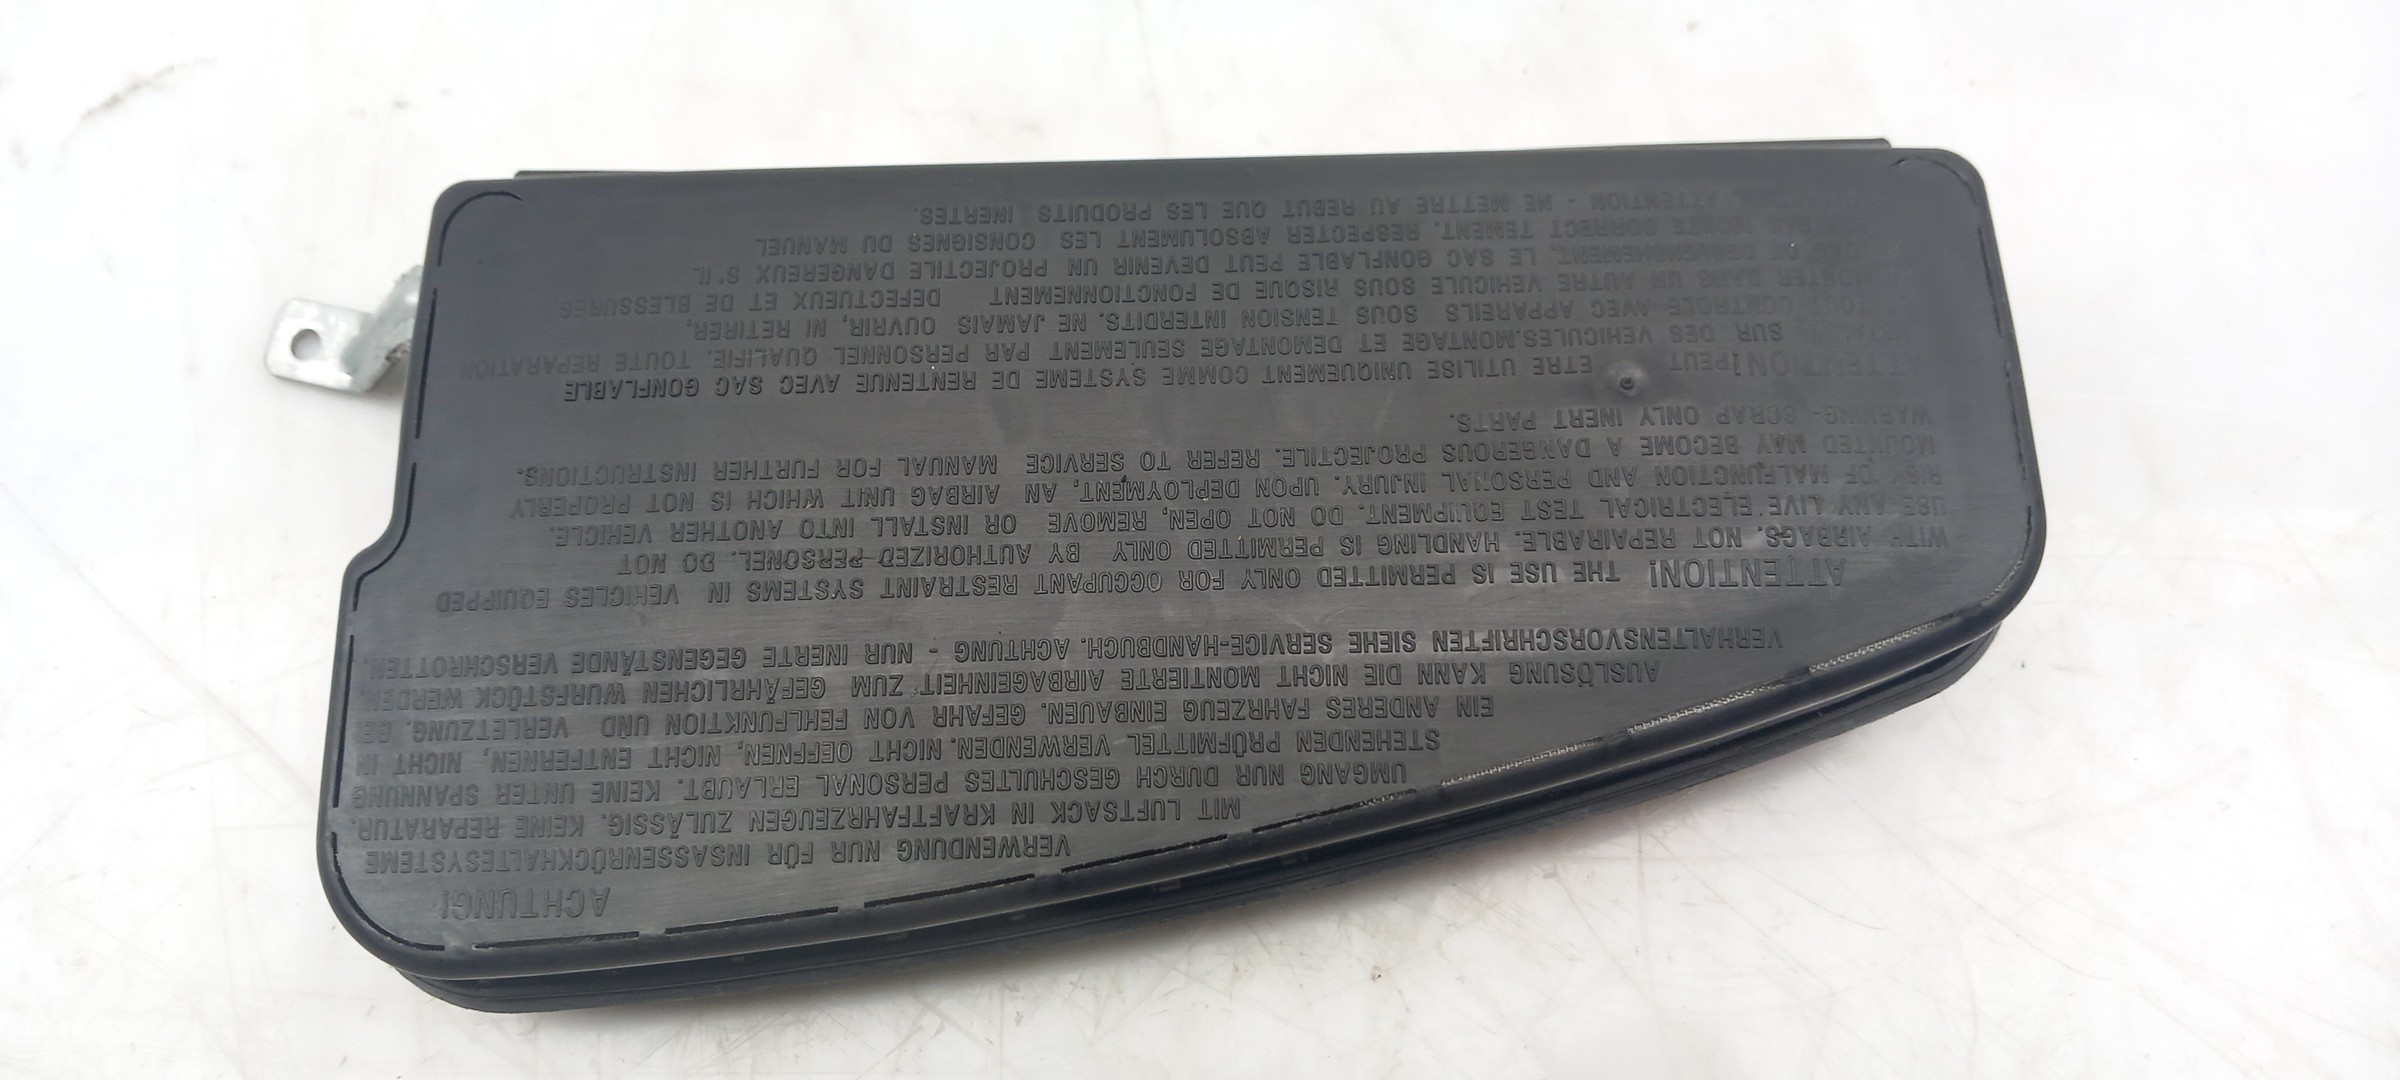 ACHTUNG!
VERWENDUNG NUR FÜR INSASSENRÜCKHALTESYSTEME
MIT LUFTSACK IN KRAFTFAHRZEUGEN ZULÄSSIG. KEINE REPARATUR.
UMGANG NUR DURCH GESCHULTES PERSONAL ERLAUBT. KEINE UNTER SPANNUNG
STEHENDEN PRÜFMITTEL VERWENDEN. NICHT OEFFNEN, NICHT ENTFERNEN, NICHT IN
EIN ANDERES FAHRZEUG EINBAUEN. GEFAHR VON FEHLFUNKTION UND VERLETZUNG. BEI
AUSLÖSUNG KANN DIE NICHT MONTIERTE AIRBAGEINHEIT ZUM GEFÄHRLICHEN WURFSTÜCK WERDEN.
VERHALTENSVORSCHRIFTEN SIEHE SERVICE-HANDBUCH. ACHTUNG - NUR INERTE GEGENSTÄNDE VERSCHROTTEN.
ATTENTION! THE USE IS PERMITTED ONLY FOR OCCUPANT RESTRAINT SYSTEMS IN VEHICLES EQUIPPED
WITH AIRBAGS. NOT REPAIRABLE. HANDLING IS PERMITTED ONLY BY AUTHORIZED PERSONEL. DO NOT
USE ANY LIVE ELECTRICAL TEST EQUIPMENT. DO NOT OPEN, REMOVE OR INSTALL INTO ANOTHER VEHICLE.
RISK OF MALFUNCTION AND PERSONAL INJURY. UPON DEPLOYMENT, AN AIRBAG UNIT WHICH IS NOT PROPERLY
MOUNTED MAY BECOME A DANGEROUS PROJECTILE. REFER TO SERVICE MANUAL FOR FURTHER INSTRUCTIONS.
WARNING- SCRAP ONLY INERT PARTS.
ATTENTION! PEUT ETRE UTILISE UNIQUEMENT COMME SYSTEME DE RENTENUE AVEC SAC GONFLABLE
SUR DES VEHICULES.MONTAGE ET DEMONTAGE SEULEMENT PAR PERSONNEL QUALIFIE. TOUTE REPARATION
TOUT CONTROLE AVEC APPAREILS SOUS TENSION INTERDITS. NE JAMAIS OUVRIR, NI RETIRER,
MONTER DANS UN AUTRE VEHICULE SOUS RISQUE DE FONCTIONNEMENT DEFECTUEUX ET DE BLESSURES.
DE LE SAC GONFLABLE PEUT DEVENIR UN PROJECTILE DANGEREUX S'IL
PAS MONTE CORRECT TEMENT. RESPECTER ABSOLUMENT LES CONSIGNES DU MANUEL
ATTENTION - NE METTRE AU REBUT QUE LES PRODUITS INERTES.